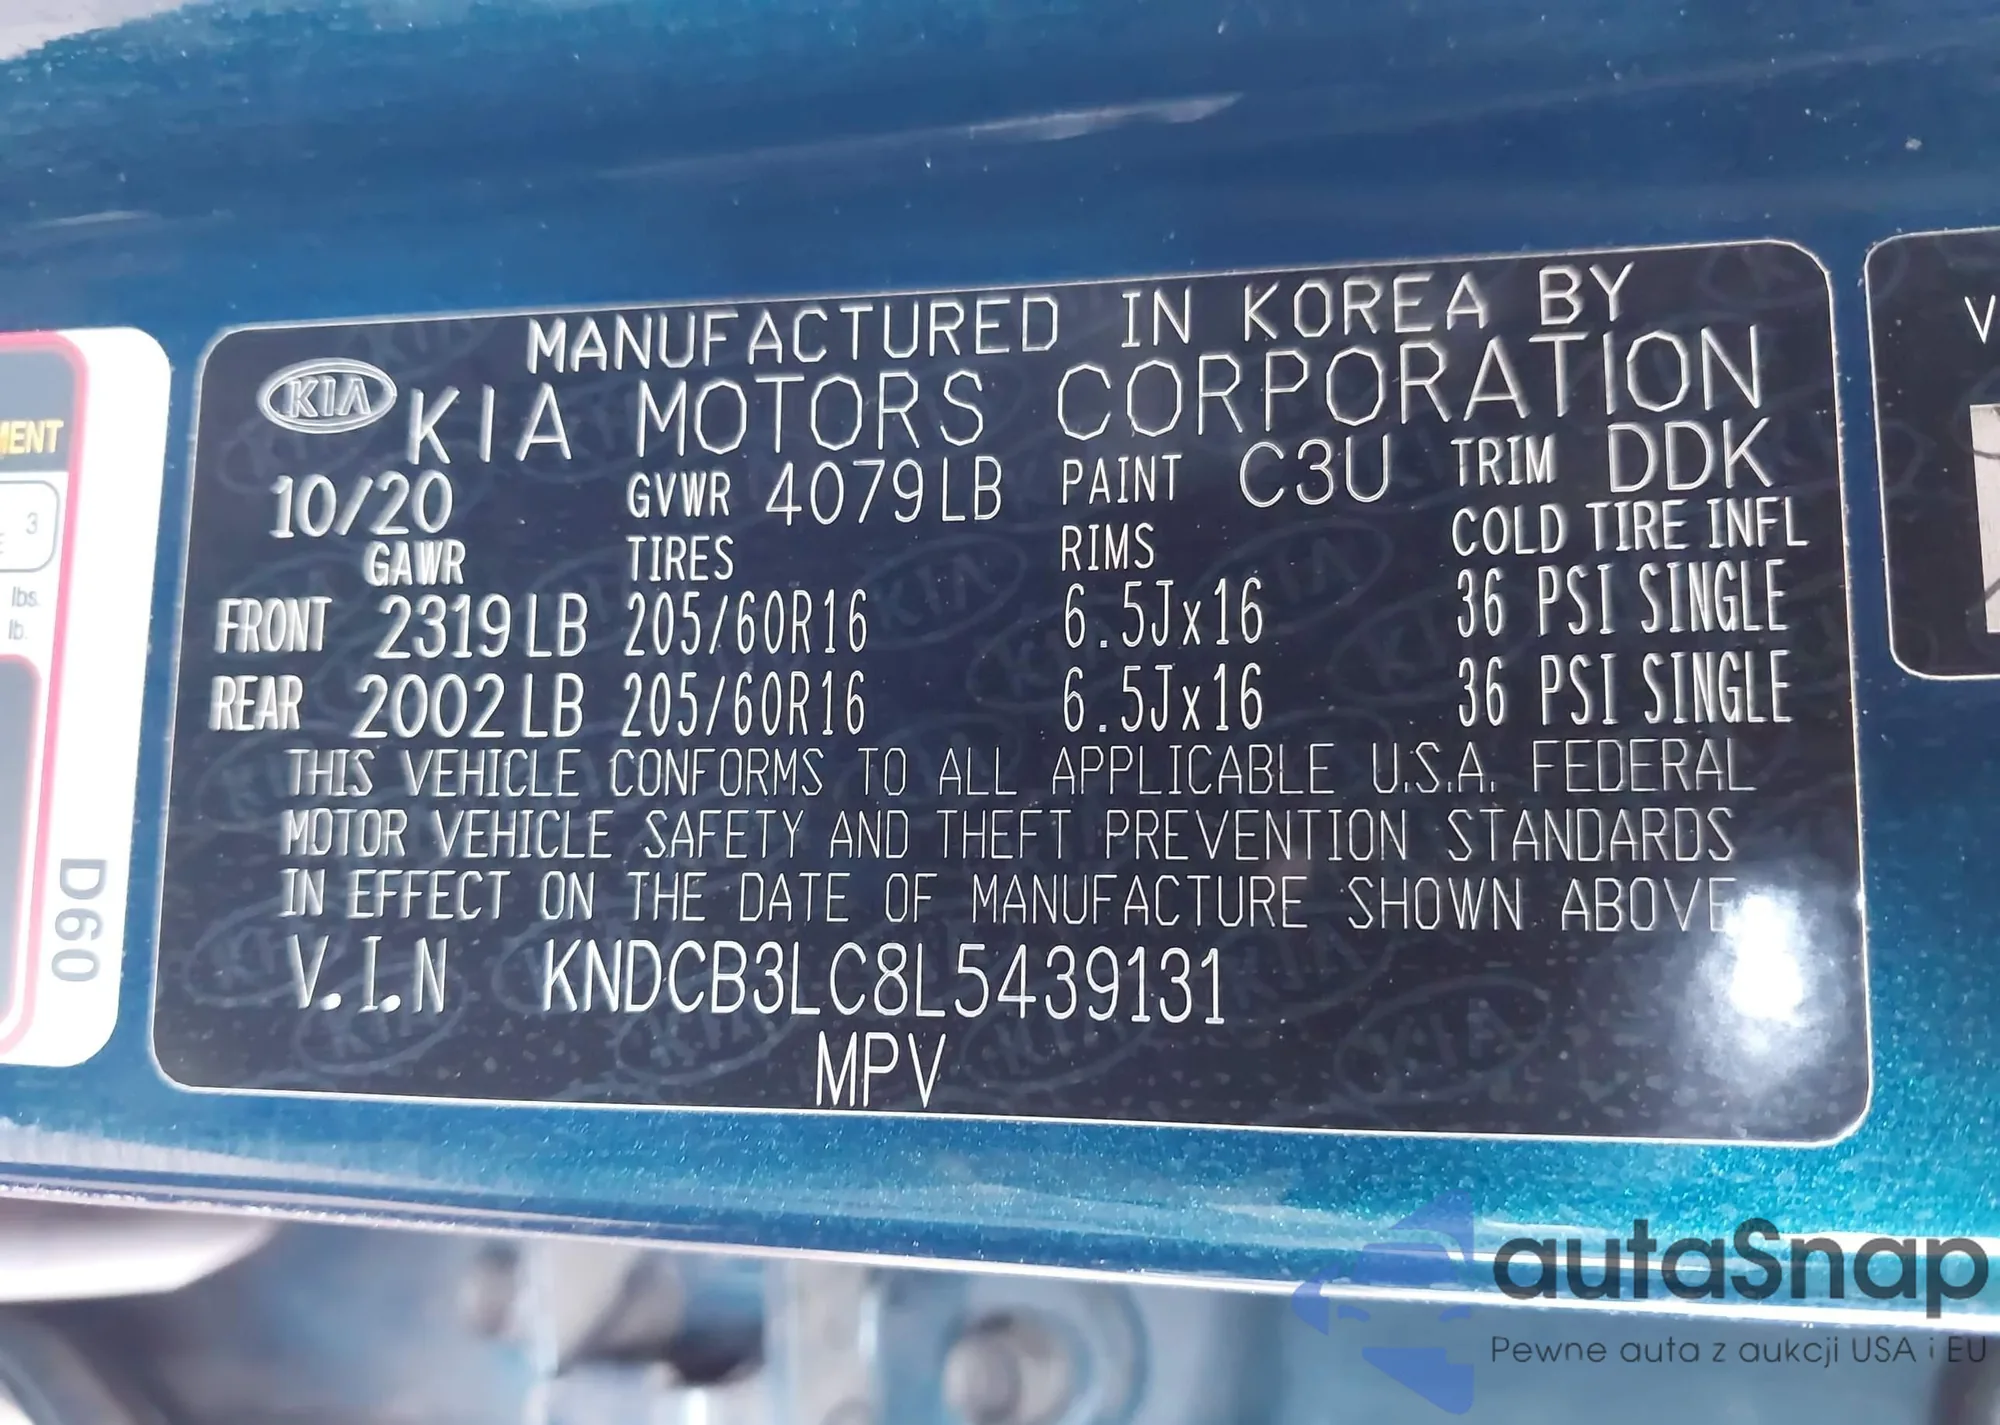 MANUFACTURED IN KOREA BY
KIA KIA MOTORS CORPORATION
10/20 GVWR 4079LB PAINT C3U TRIM DDK
GAWR TIRES RIMS COLD TIRE INFL
FRONT 2319LB 205/60R16 6.5Jx16 36 PSI SINGLE
REAR 2002LB 205/60R16 6.5Jx16 36 PSI SINGLE
THIS VEHICLE CONFORMS TO ALL APPLICABLE U.S.A. FEDERAL
MOTOR VEHICLE SAFETY AND THEFT PREVENTION STANDARDS
IN EFFECT ON THE DATE OF MANUFACTURE SHOWN ABOVE
V.I.N KNDCB3LC8L5439131
MPV
3
lbs.
lb.
D60
autaSnap
Pewne auta z aukcji USA i EU